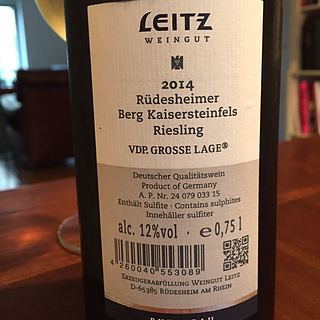 LEITZ
WEINGUT
2014
Rüdesheimer
Berg Kaisersteinfels
Riesling
VDP. GROSSE LAGE®
Deutscher Qualitätswein
Product of Germany
A. P. Nr. 24 079 033 15
Enthält Sulfite · Contains sulphites
Innehåller sulfiter
alc. 12%vol · e 0,75 l
4 260040 553089
Erzeugerabfüllung Weingut Leitz
D-65385 Rüdesheim am Rhein